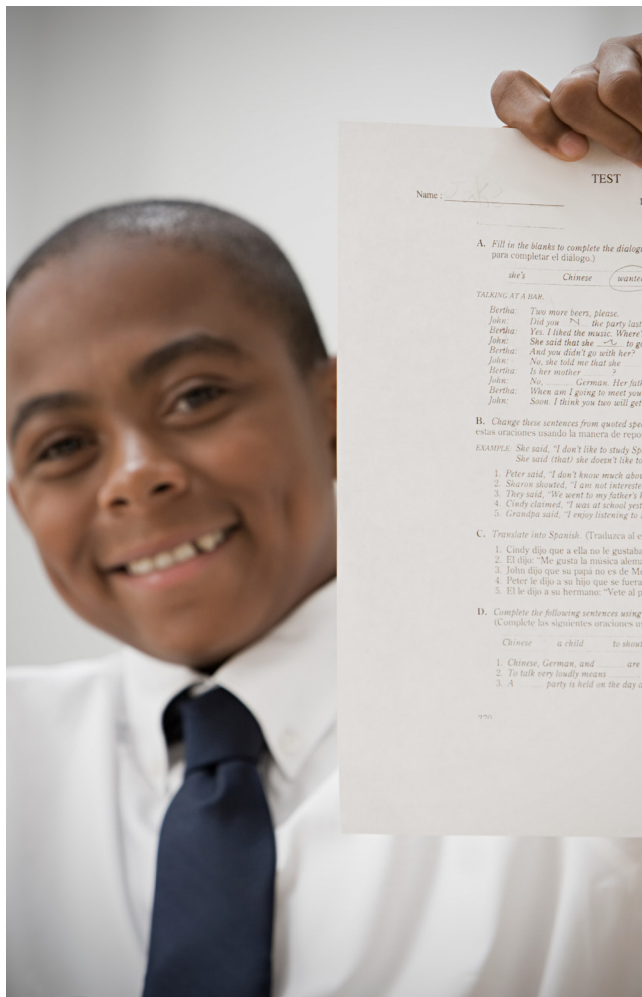 TEST
Name :
A. Fill in the blanks to complete the dialogu
para completar el diálogo.)
she's Chinese wante
TALKING AT A BAR.
Bertha: Two more beers, please.
John: Did you the party last
Bertha: Yes. I liked the music. Where'
John: She said that she to go
Bertha: And you didn't go with her?
John: No, she told me that she
Bertha: Is her mother ?
John: No, German. Her fath
Bertha: When am I going to meet you
John: Soon. I think you two will get
B. Change these sentences from quoted spe
estas oraciones usando la manera de repo
EXAMPLE: She said, "I don't like to study Sp
She said (that) she doesn't like to
1. Peter said, "I don't know much abou
2. Sharon shouted, "I am not intereste
3. They said, "We went to my father's h
4. Cindy claimed, "I was at school yest
5. Grandpa said, "I enjoy listening to
C. Translate into Spanish. (Traduzca al e
1. Cindy dijo que a ella no le gustaba
2. El dijo: "Me gusta la música alema
3. John dijo que su papá no es de Me
4. Peter le dijo a su hijo que se fuera
5. El le dijo a su hermano: "Vete al p
D. Complete the following sentences using
(Complete las siguientes oraciones us
Chinese a child to shout
1. Chinese, German, and are
2. To talk very loudly means
3. A party is held on the day o